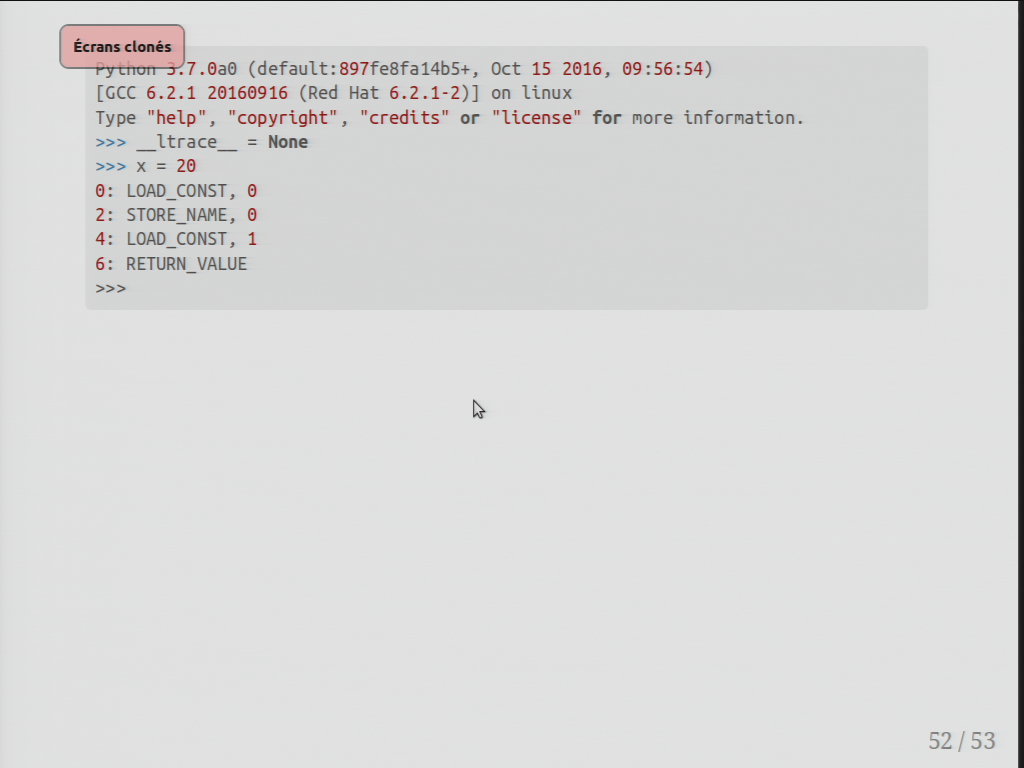 Écrans clonés
Python 3.7.0a0 (default:897fe8fa14b5+, Oct 15 2016, 09:56:54)
[GCC 6.2.1 20160916 (Red Hat 6.2.1-2)] on linux
Type "help", "copyright", "credits" or "license" for more information.
>>> __ltrace__ = None
>>> x = 20
0: LOAD_CONST, 0
2: STORE_NAME, 0
4: LOAD_CONST, 1
6: RETURN_VALUE
>>>
52 / 53